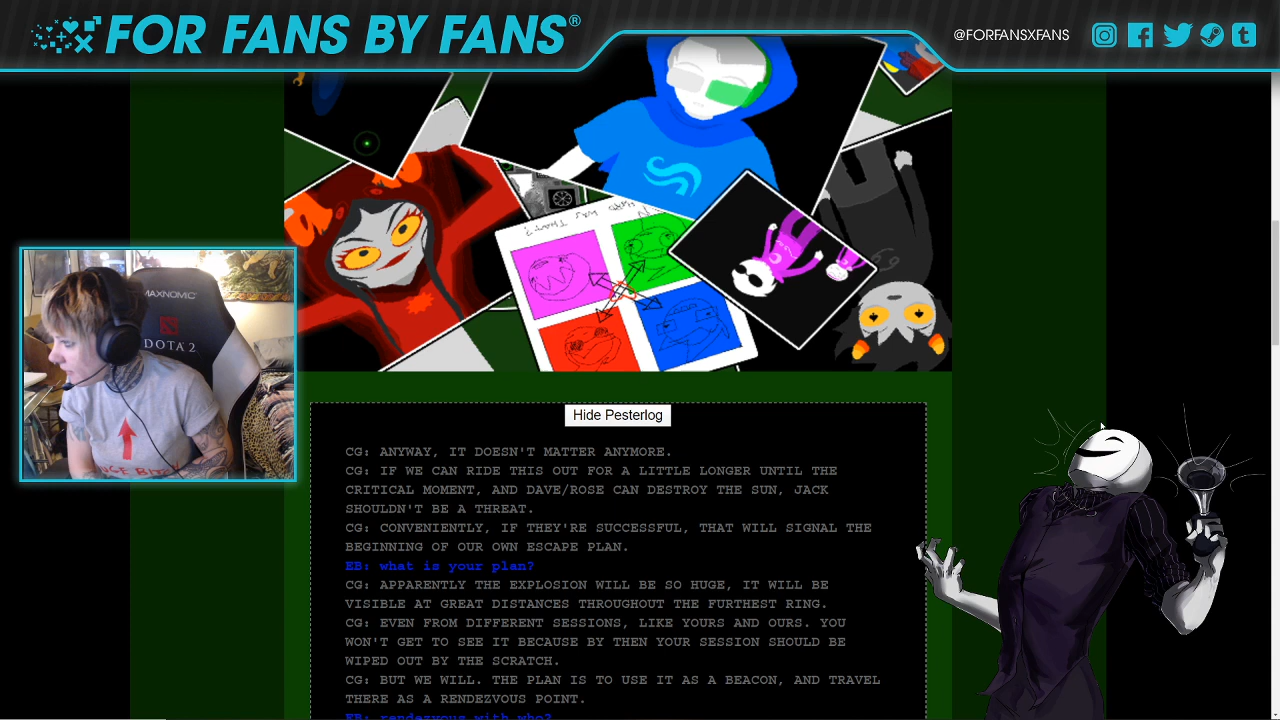 FOR FANS BY FANS®
@FORFANSXFANS
MAXNOMIC
DOTA 2
HUGE BITCH
Hide Pesterlog
CG: ANYWAY, IT DOESN'T MATTER ANYMORE.
CG: IF WE CAN RIDE THIS OUT FOR A LITTLE LONGER UNTIL THE
CRITICAL MOMENT, AND DAVE/ROSE CAN DESTROY THE SUN, JACK
SHOULDN'T BE A THREAT.
CG: CONVENIENTLY, IF THEY'RE SUCCESSFUL, THAT WILL SIGNAL THE
BEGINNING OF OUR OWN ESCAPE PLAN.
EB: what is your plan?
CG: APPARENTLY THE EXPLOSION WILL BE SO HUGE, IT WILL BE
VISIBLE AT GREAT DISTANCES THROUGHOUT THE FURTHEST RING.
CG: EVEN FROM DIFFERENT SESSIONS, LIKE YOURS AND OURS. YOU
WON'T GET TO SEE IT BECAUSE BY THEN YOUR SESSION SHOULD BE
WIPED OUT BY THE SCRATCH.
CG: BUT WE WILL. THE PLAN IS TO USE IT AS A BEACON, AND TRAVEL
THERE AS A RENDEZVOUS POINT.
EB: rendezvous with who?